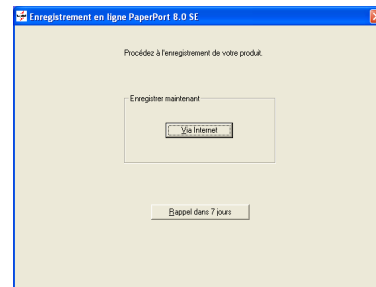 Enregistrement en ligne PaperPort 8.0 SE
Procédez à l'enregistrement de votre produit.
Enregistrer maintenant
Via Internet
Rappel dans 7 jours